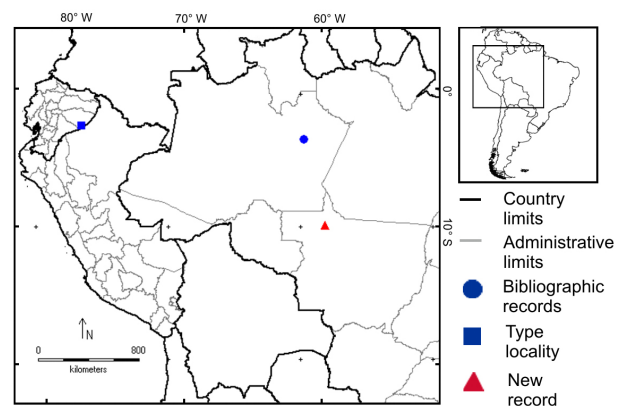 80° W 70° W 60° W
0°
10° S
N
0 800
kilometers
Country
limits
Administrative
limits
Bibliographic
records
Type
locality
New
record